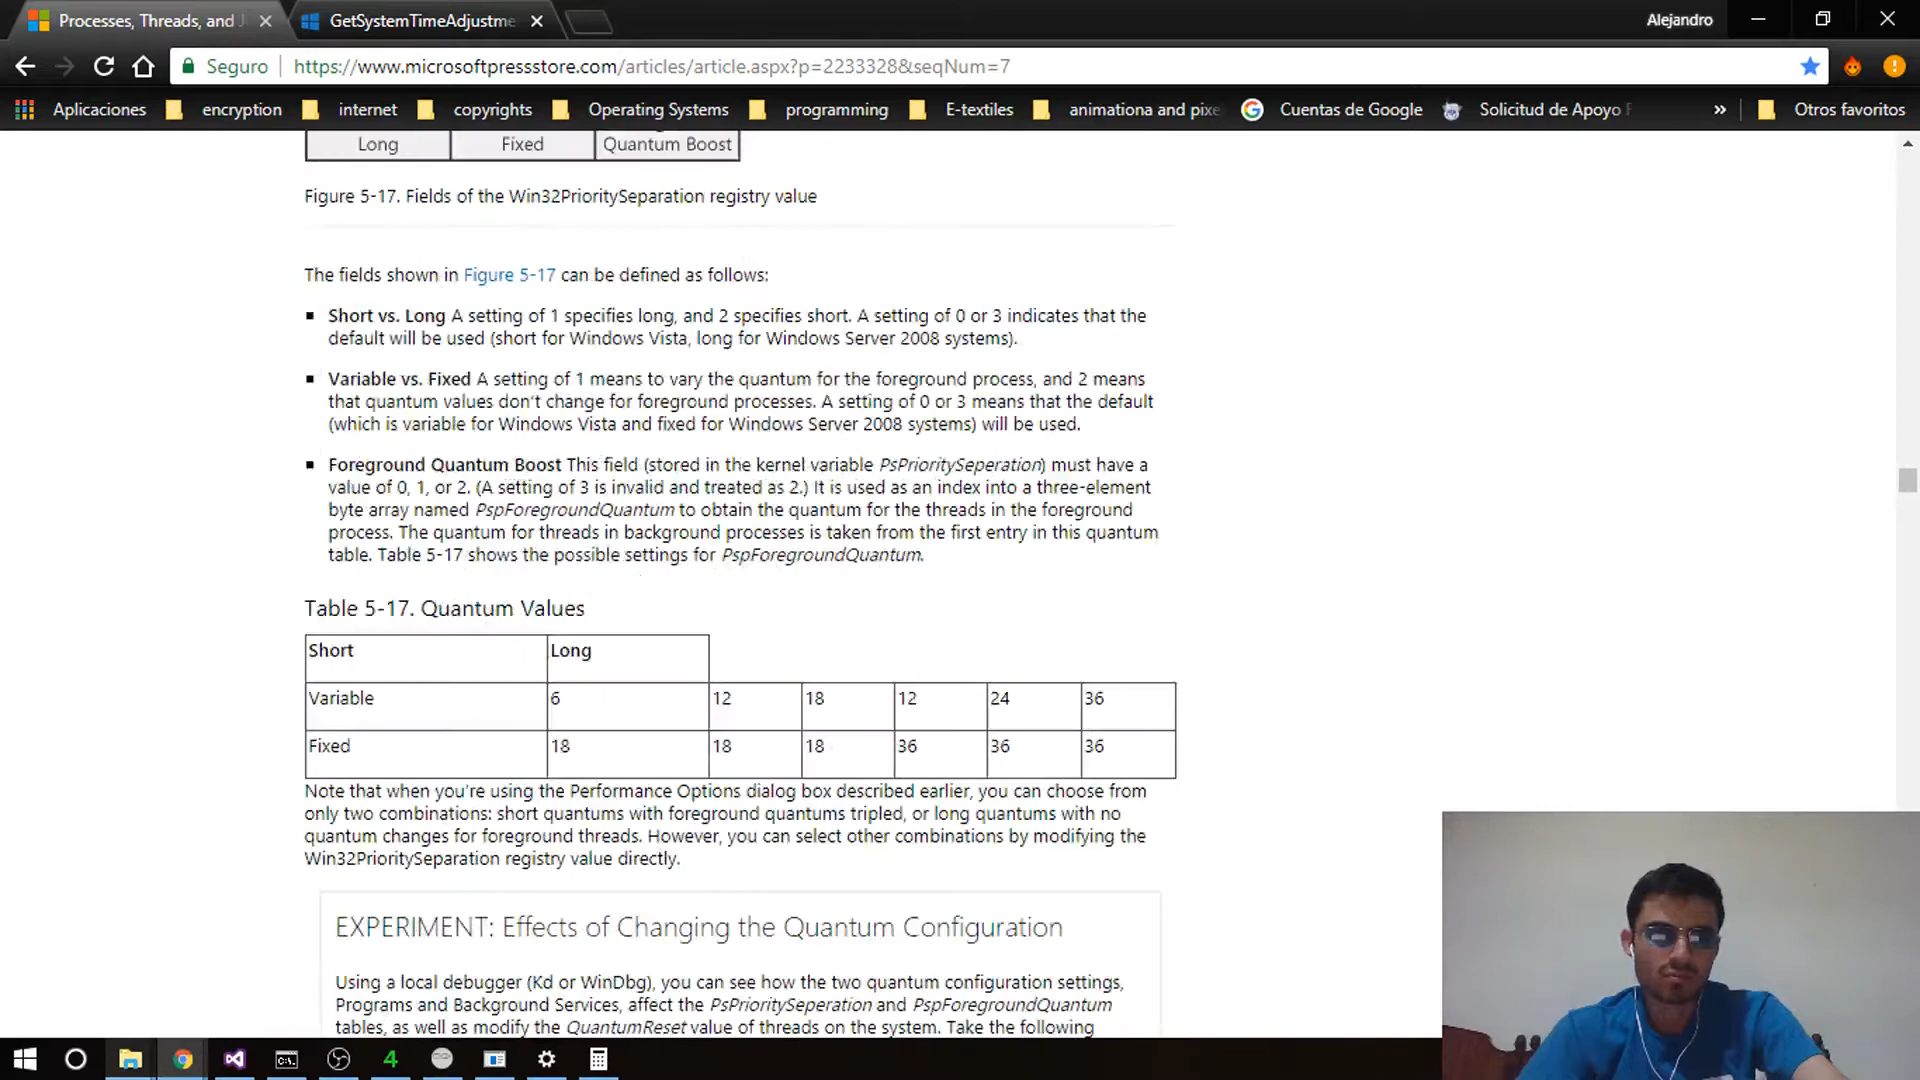 Processes, Threads, and J
GetSystemTimeAdjustme
Alejandro
Seguro
https://www.microsoftpressstore.com/articles/article.aspx?p=2233328&seqNum=7
Aplicaciones
encryption
internet
copyrights
Operating Systems
programming
E-textiles
animationa and pixe
Cuentas de Google
Solicitud de Apoyo
»
Otros favoritos
Long
Fixed
Quantum Boost
Figure 5-17. Fields of the Win32PrioritySeparation registry value
The fields shown in Figure 5-17 can be defined as follows:
Short vs. Long A setting of 1 specifies long, and 2 specifies short. A setting of 0 or 3 indicates that the
default will be used (short for Windows Vista, long for Windows Server 2008 systems).
Variable vs. Fixed A setting of 1 means to vary the quantum for the foreground process, and 2 means
that quantum values don't change for foreground processes. A setting of 0 or 3 means that the default
(which is variable for Windows Vista and fixed for Windows Server 2008 systems) will be used.
Foreground Quantum Boost This field (stored in the kernel variable PsPrioritySeperation) must have a
value of 0, 1, or 2. (A setting of 3 is invalid and treated as 2.) It is used as an index into a three-element
byte array named PspForegroundQuantum to obtain the quantum for the threads in the foreground
process. The quantum for threads in background processes is taken from the first entry in this quantum
table. Table 5-17 shows the possible settings for PspForegroundQuantum.
Table 5-17. Quantum Values
Short Long
Variable 6 12 18 12 24 36
Fixed 18 18 18 36 36 36
Note that when you're using the Performance Options dialog box described earlier, you can choose from
only two combinations: short quantums with foreground quantums tripled, or long quantums with no
quantum changes for foreground threads. However, you can select other combinations by modifying the
Win32PrioritySeparation registry value directly.
EXPERIMENT: Effects of Changing the Quantum Configuration
Using a local debugger (Kd or WinDbg), you can see how the two quantum configuration settings,
Programs and Background Services, affect the PsPrioritySeperation and PspForegroundQuantum
tables, as well as modify the QuantumReset value of threads on the system. Take the following
4